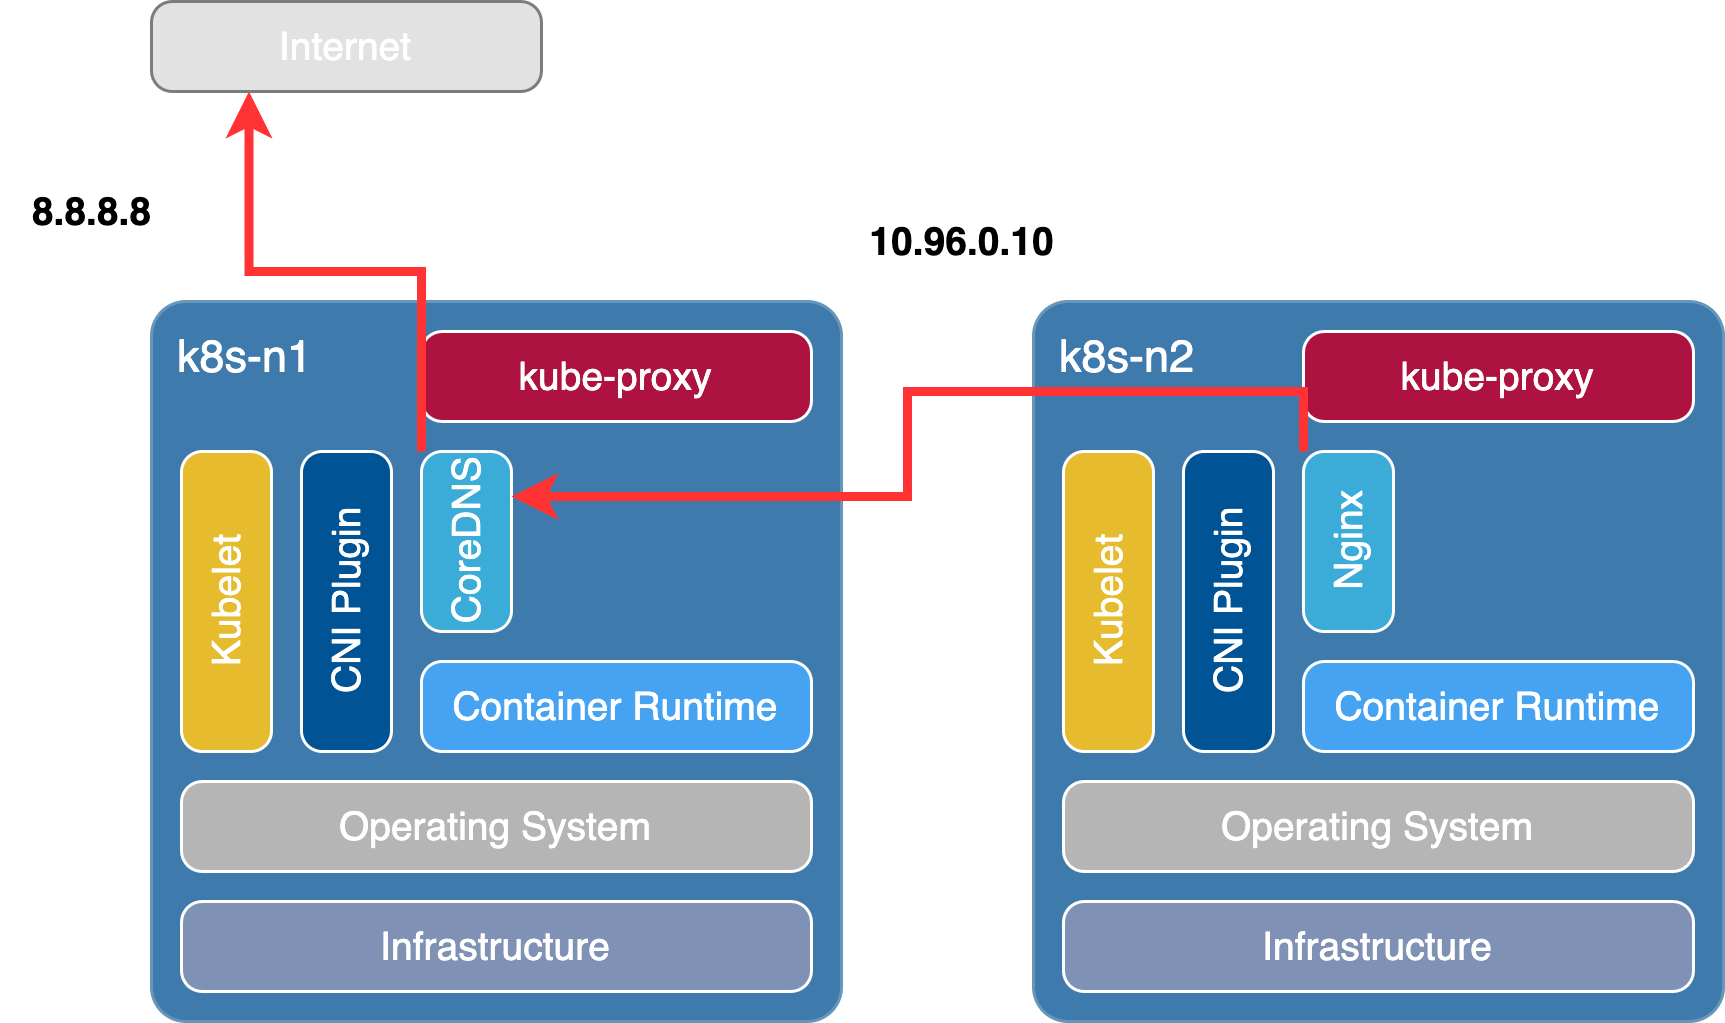 Internet
8.8.8.8
10.96.0.10
k8s-n1
kube-proxy
Kubelet
CNI Plugin
CoreDNS
Container Runtime
Operating System
Infrastructure
k8s-n2
kube-proxy
Kubelet
CNI Plugin
Nginx
Container Runtime
Operating System
Infrastructure